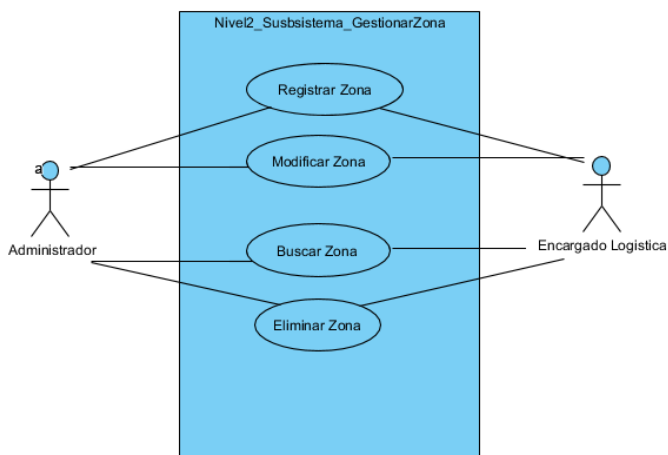 Nivel2_Susbsistema_GestionarZona
Registrar Zona
Modificar Zona
a
Administrador
Buscar Zona
Encargado Logistica
Eliminar Zona